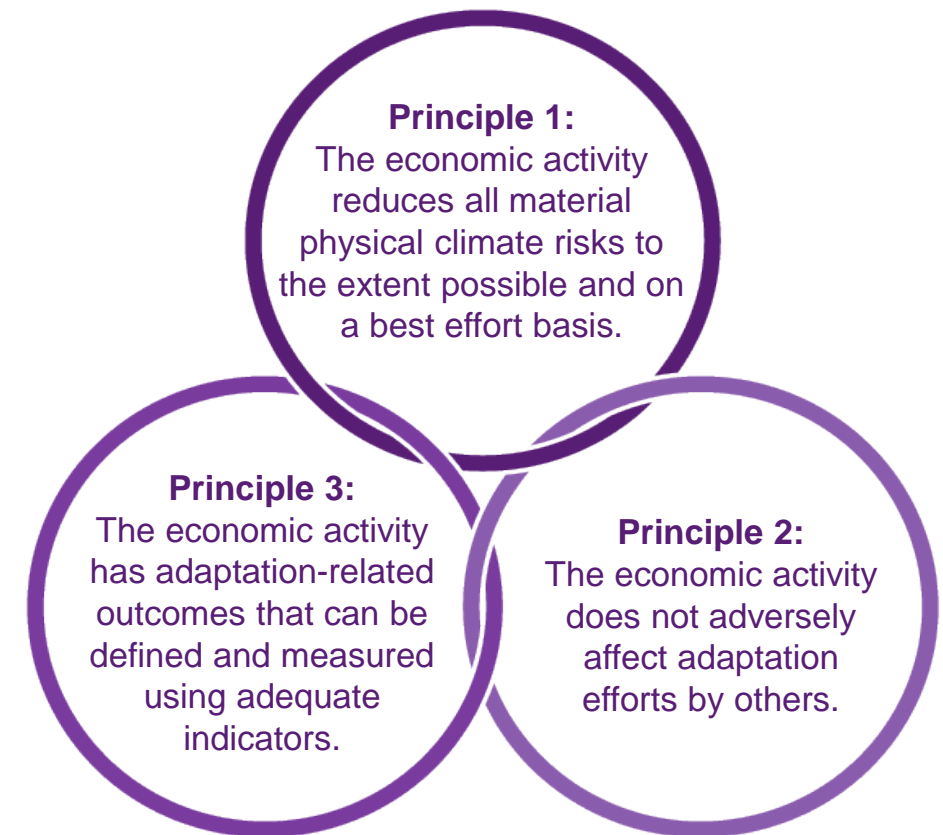 Principle 1:
The economic activity
reduces all material
physical climate risks to
the extent possible and on
a best effort basis.
Principle 3:
The economic activity
has adaptation-related
outcomes that can be
defined and measured
using adequate
indicators.
Principle 2:
The economic activity
does not adversely
affect adaptation
efforts by others.